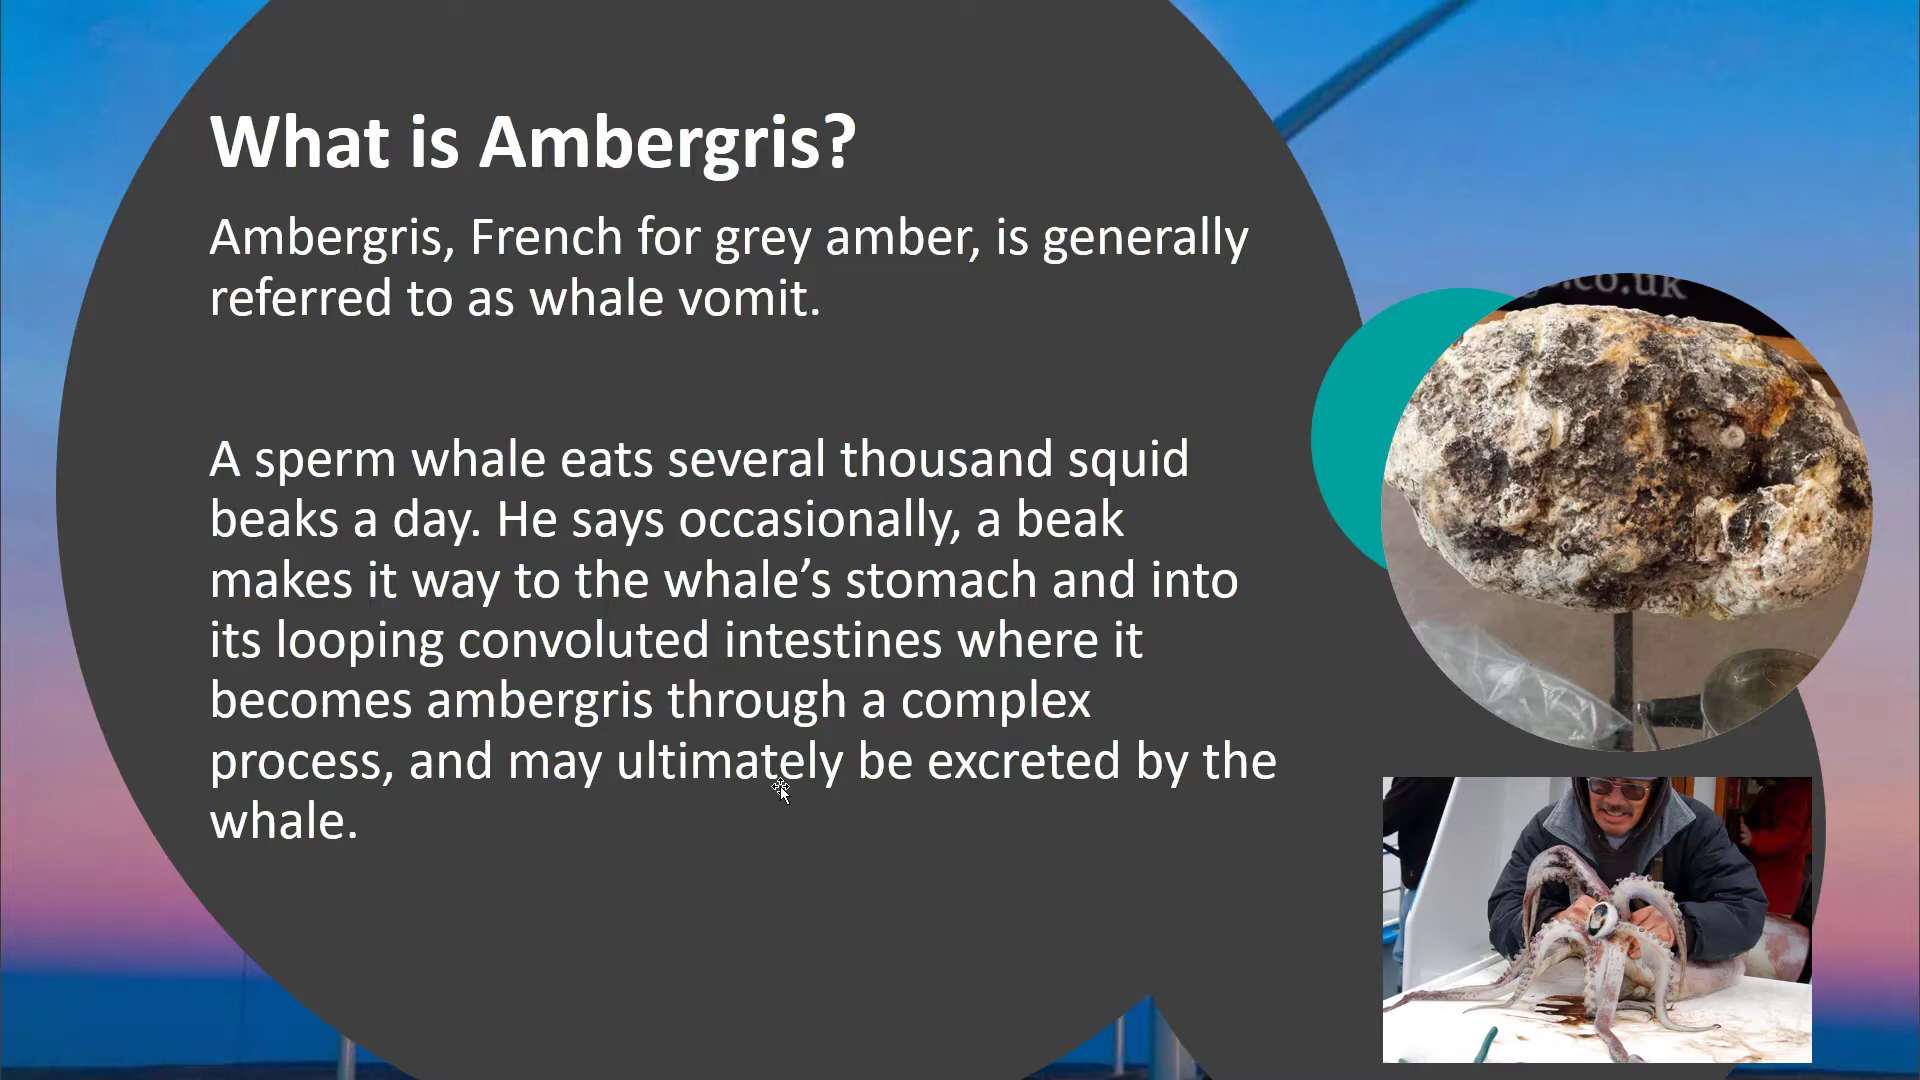 What is Ambergris?
Ambergris, French for grey amber, is generally
referred to as whale vomit.
A sperm whale eats several thousand squid
beaks a day. He says occasionally, a beak
makes it way to the whale’s stomach and into
its looping convoluted intestines where it
becomes ambergris through a complex
process, and may ultimately be excreted by the
whale.
.co.uk